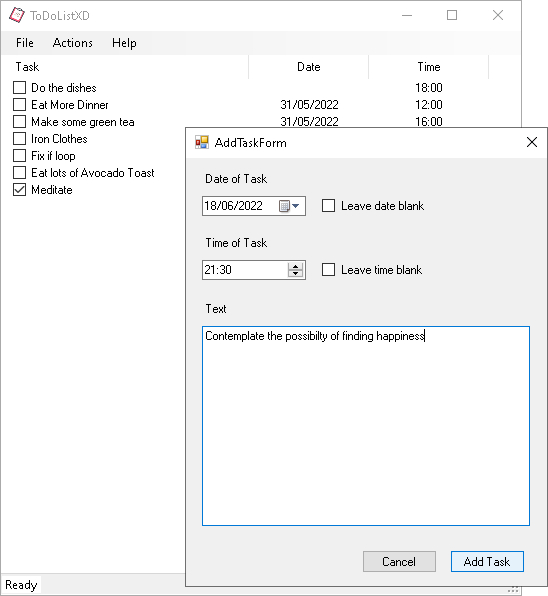 ToDoListXD
File Actions Help
Task Date Time
Do the dishes 18:00
Eat More Dinner 31/05/2022 12:00
Make some green tea 31/05/2022 16:00
Iron Clothes
Fix if loop
Eat lots of Avocado Toast
Meditate
AddTaskForm
Date of Task
18/06/2022 Leave date blank
Time of Task
21:30 Leave time blank
Text
Contemplate the possibilty of finding happiness
Cancel Add Task
Ready